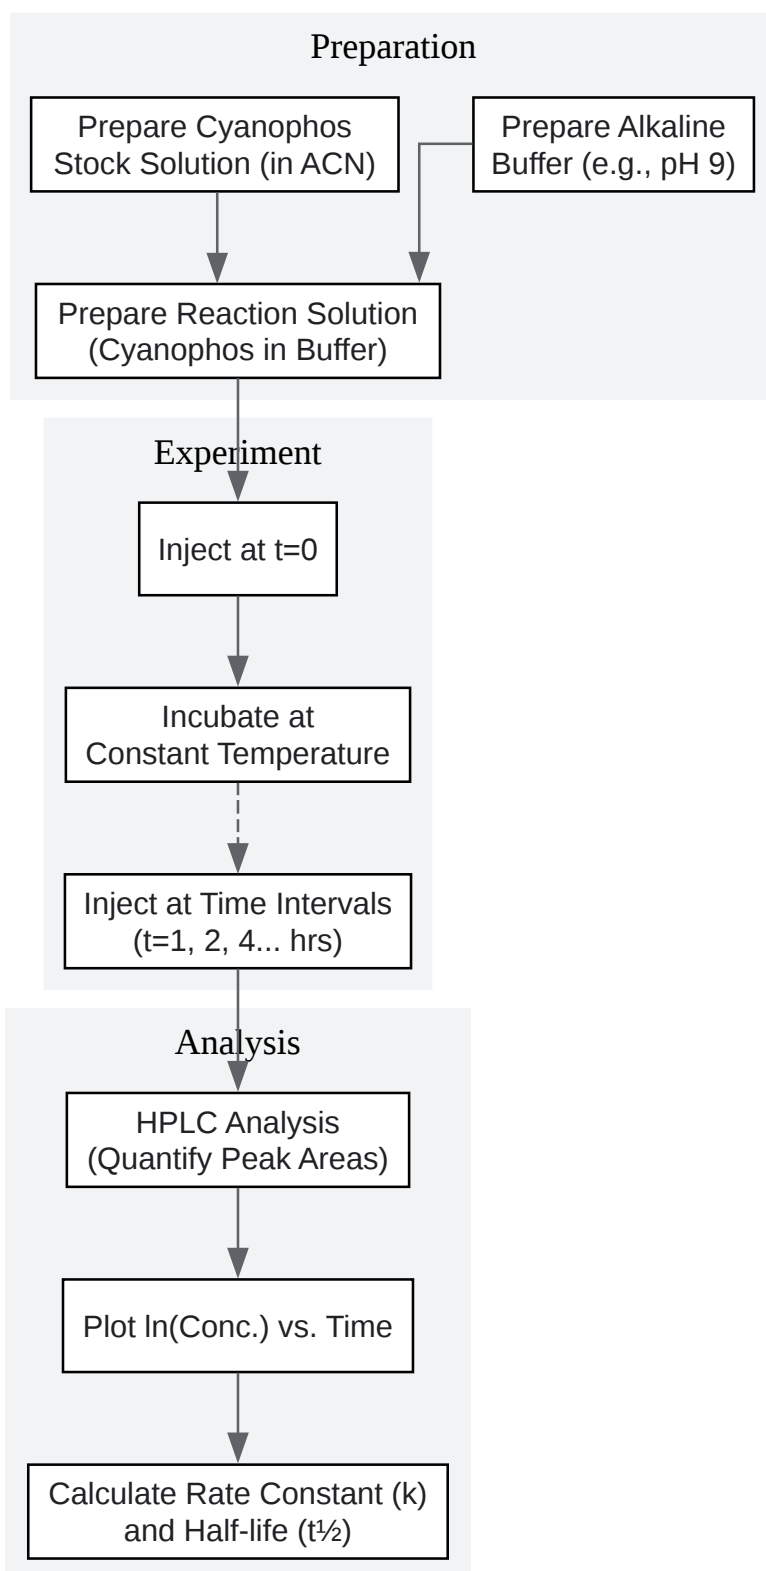 Preparation
Prepare Cyanophos
Stock Solution (in ACN)
Prepare Alkaline
Buffer (e.g., pH 9)
Prepare Reaction Solution
(Cyanophos in Buffer)
Experiment
Inject at t=0
Incubate at
Constant Temperature
Inject at Time Intervals
(t=1, 2, 4... hrs)
Analysis
HPLC Analysis
(Quantify Peak Areas)
Plot ln(Conc.) vs. Time
Calculate Rate Constant (k)
and Half-life (t½)